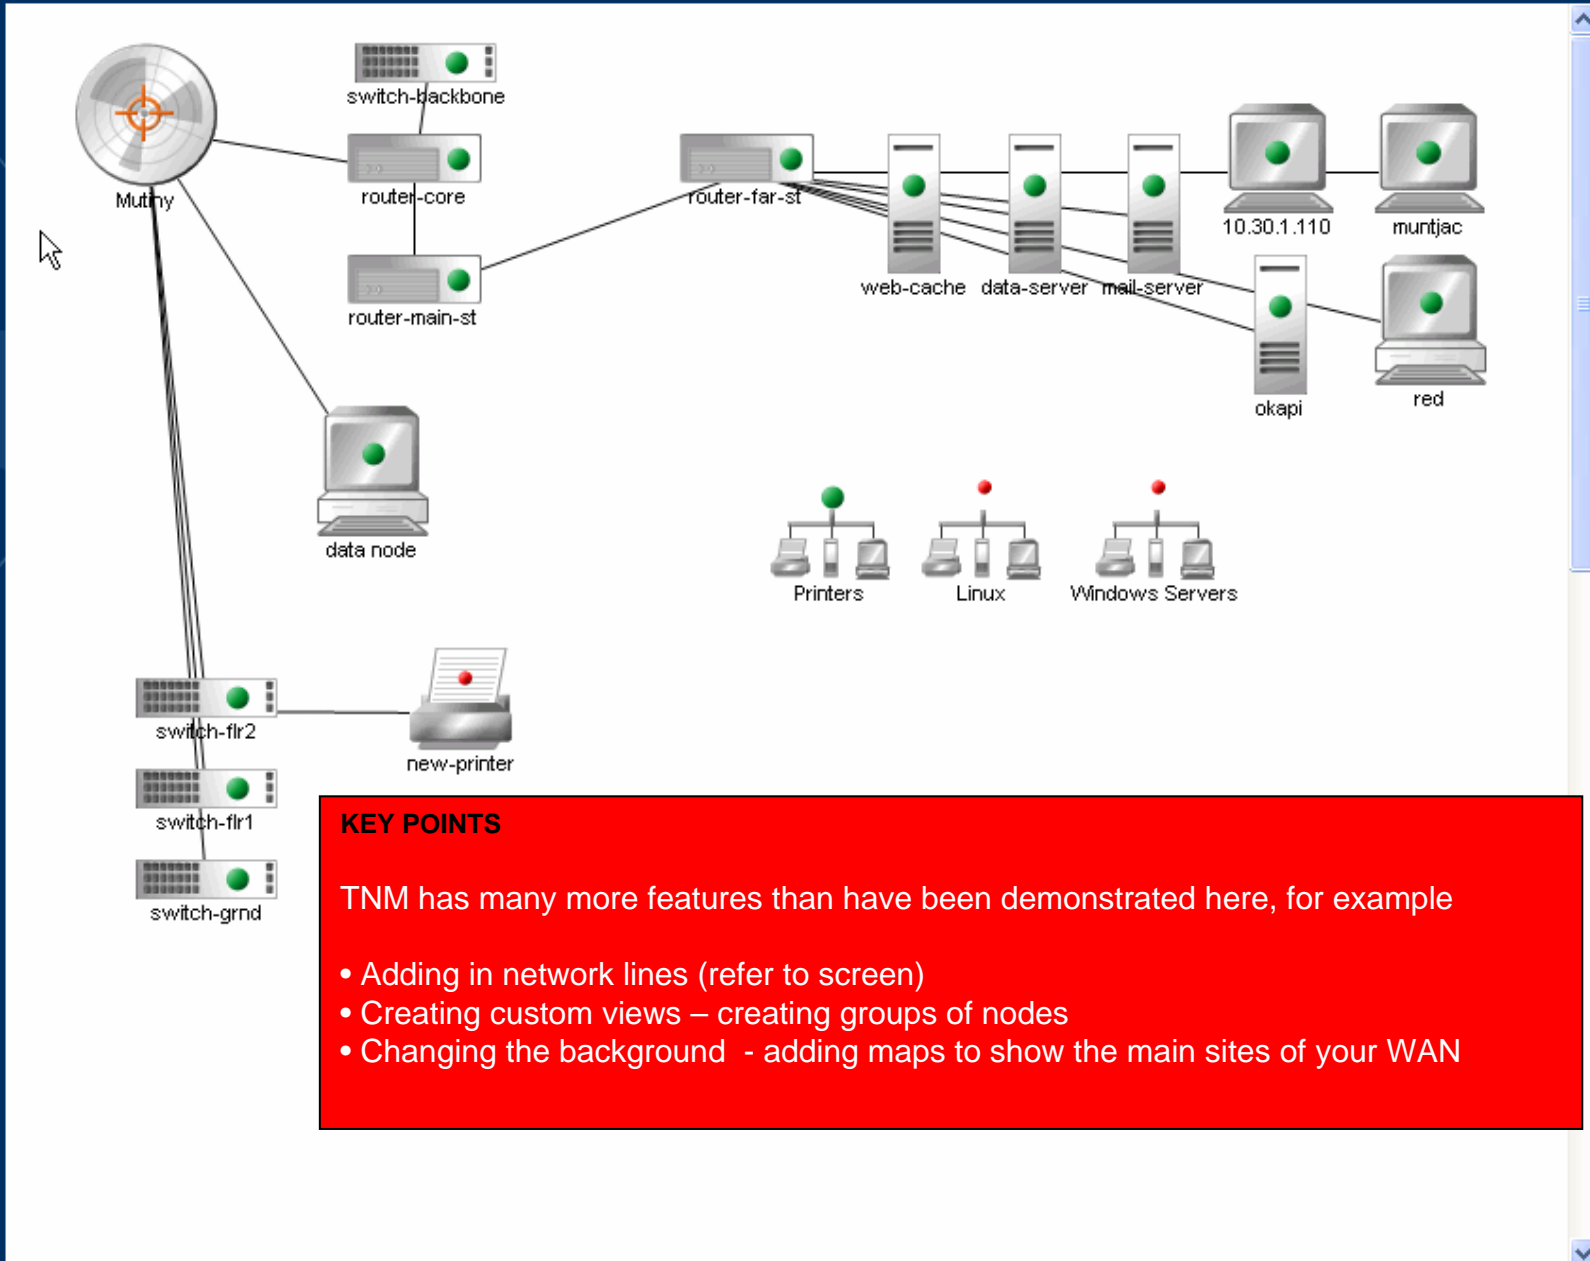 switch-backbone
Mutiny
router-core
router-far-st
10.30.1.110
muntjac
router-main-st
web-cache
data-server
mail-server
okapi
red
data node
Printers
Linux
Windows Servers
switch-flr2
new-printer
switch-flr1
switch-grnd
KEY POINTS
TNM has many more features than have been demonstrated here, for example
• Adding in network lines (refer to screen)
• Creating custom views – creating groups of nodes
• Changing the background - adding maps to show the main sites of your WAN